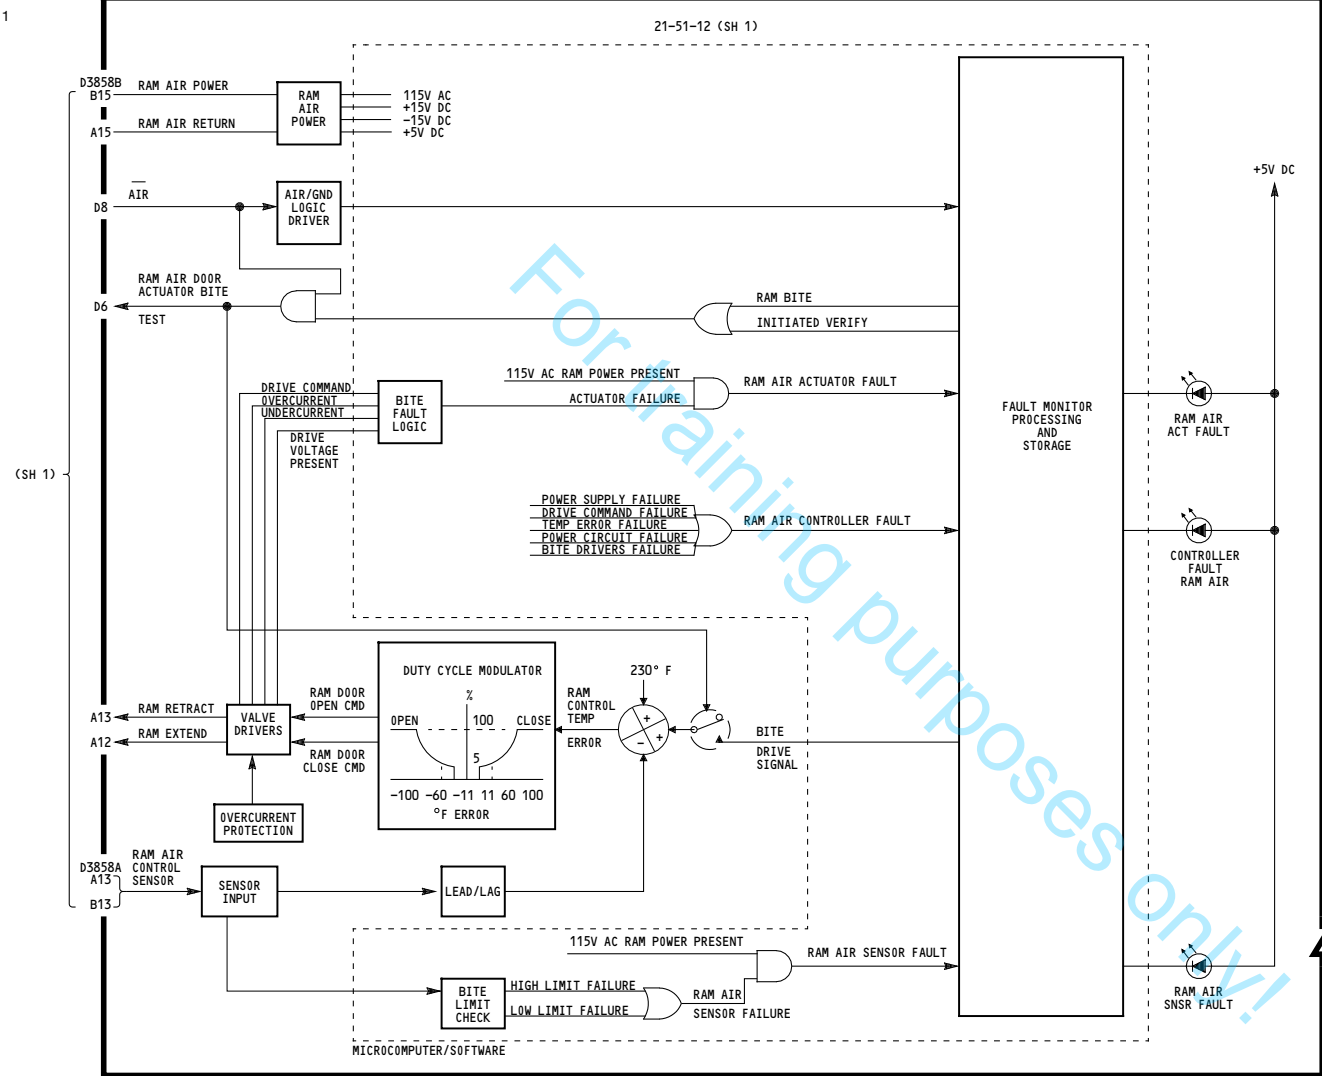 1
21-51-12 (SH 1)
D3858B
B15
RAM AIR POWER
A15
RAM AIR RETURN
RAM
AIR
POWER
115V AC
+15V DC
-15V DC
+5V DC
AIR
D8
AIR/GND
LOGIC
DRIVER
+5V DC
RAM AIR DOOR
ACTUATOR BITE
D6
TEST
RAM BITE
INITIATED VERIFY
115V AC RAM POWER PRESENT
ACTUATOR FAILURE
RAM AIR ACTUATOR FAULT
DRIVE COMMAND
OVERCURRENT
UNDERCURRENT
DRIVE
VOLTAGE
PRESENT
BITE
FAULT
LOGIC
FAULT MONITOR
PROCESSING
AND
STORAGE
RAM AIR
ACT FAULT
(SH 1)
POWER SUPPLY FAILURE
DRIVE COMMAND FAILURE
TEMP ERROR FAILURE
POWER CIRCUIT FAILURE
BITE DRIVERS FAILURE
RAM AIR CONTROLLER FAULT
CONTROLLER
FAULT
RAM AIR
DUTY CYCLE MODULATOR
%
OPEN
100
CLOSE
5
-100 -60 -11 11 60 100
°F ERROR
230° F
RAM
CONTROL
TEMP
ERROR
+
+
-
BITE
DRIVE
SIGNAL
RAM DOOR
OPEN CMD
RAM DOOR
CLOSE CMD
A13
RAM RETRACT
A12
RAM EXTEND
VALVE
DRIVERS
OVERCURRENT
PROTECTION
D3858A
A13
B13
RAM AIR
CONTROL
SENSOR
SENSOR
INPUT
LEAD/LAG
115V AC RAM POWER PRESENT
RAM AIR SENSOR FAULT
BITE
LIMIT
CHECK
HIGH LIMIT FAILURE
LOW LIMIT FAILURE
RAM AIR
SENSOR FAILURE
RAM AIR
SNSR FAULT
MICROCOMPUTER/SOFTWARE
For training purposes only!